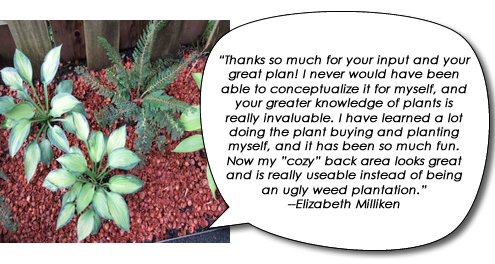 “Thanks so much for your input and your
great plan! I never would have been
able to conceptualize it for myself, and
your greater knowledge of plants is
really invaluable. I have learned a lot
doing the plant buying and planting
myself, and it has been so much fun.
Now my ”cozy” back area looks great
and is really useable instead of being
an ugly weed plantation.”
–Elizabeth Milliken